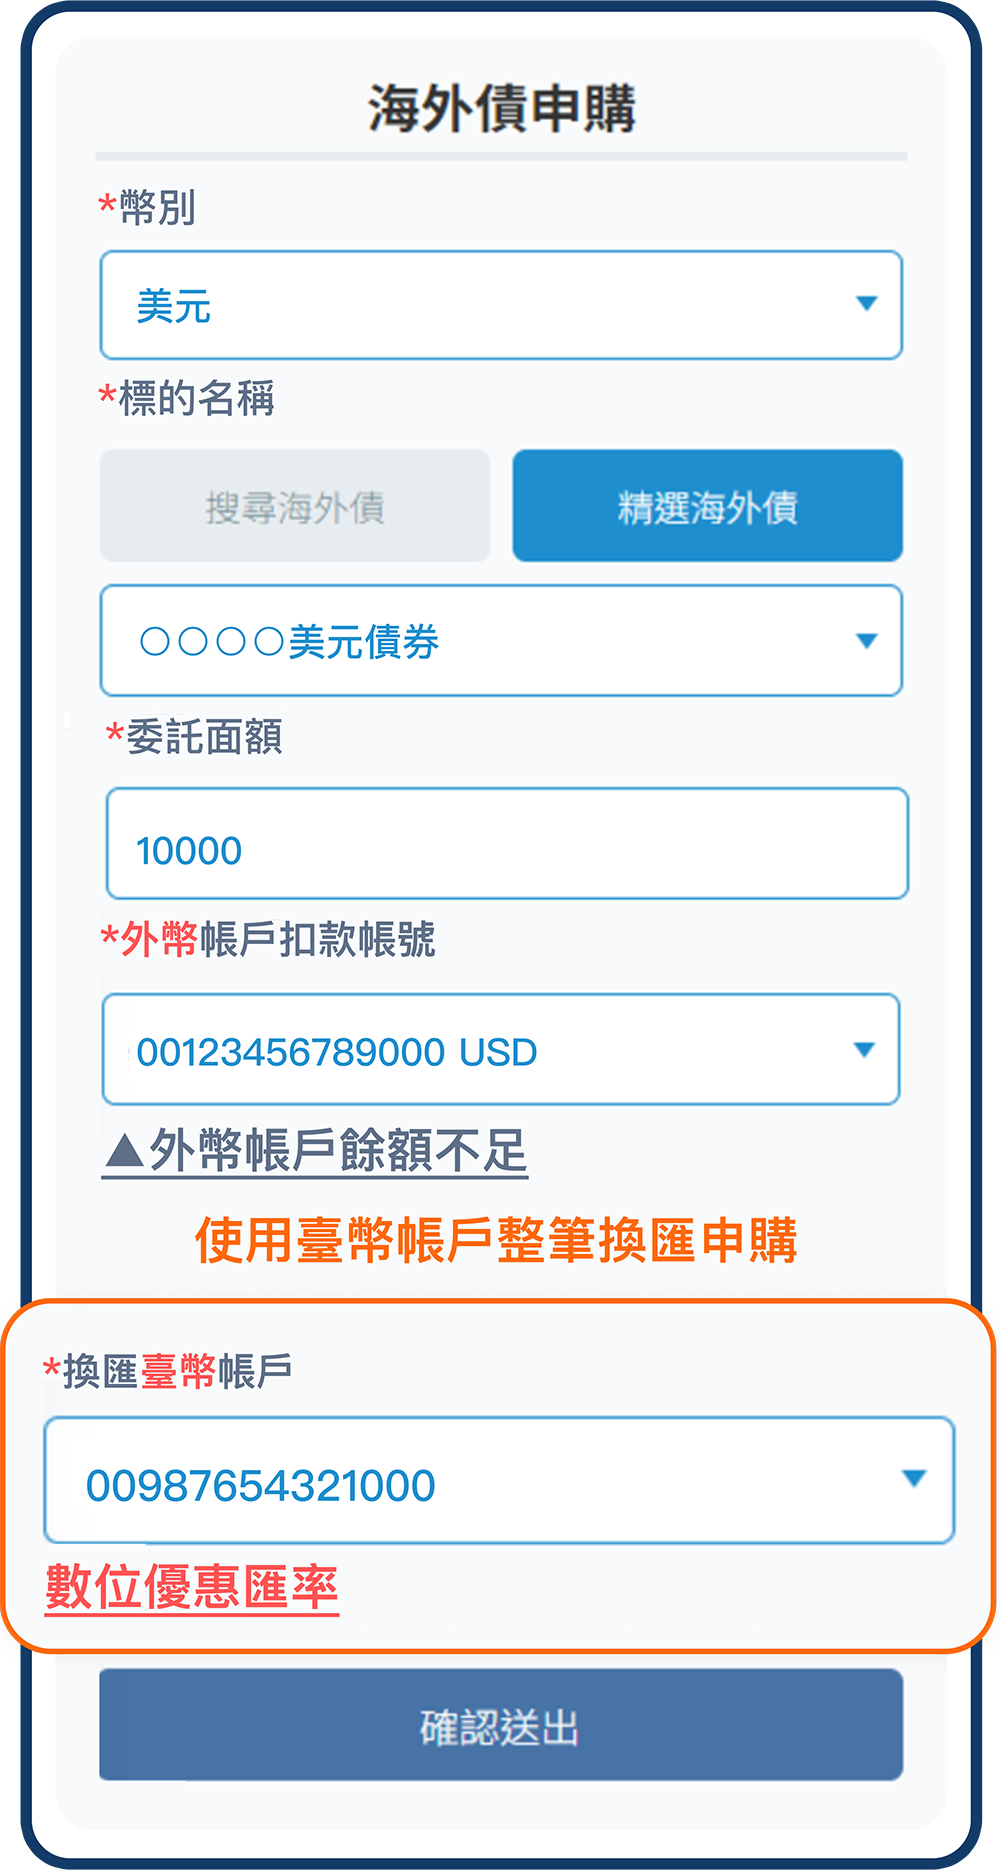 海外債申購
*幣別
美元
*標的名稱
搜尋海外債
精選海外債
○○○○美元債券
*委託面額
10000
*外幣帳戶扣款帳號
00123456789000 USD
▲外幣帳戶餘額不足
使用臺幣帳戶整筆換匯申購
*換匯臺幣帳戶
00987654321000
數位優惠匯率
確認送出